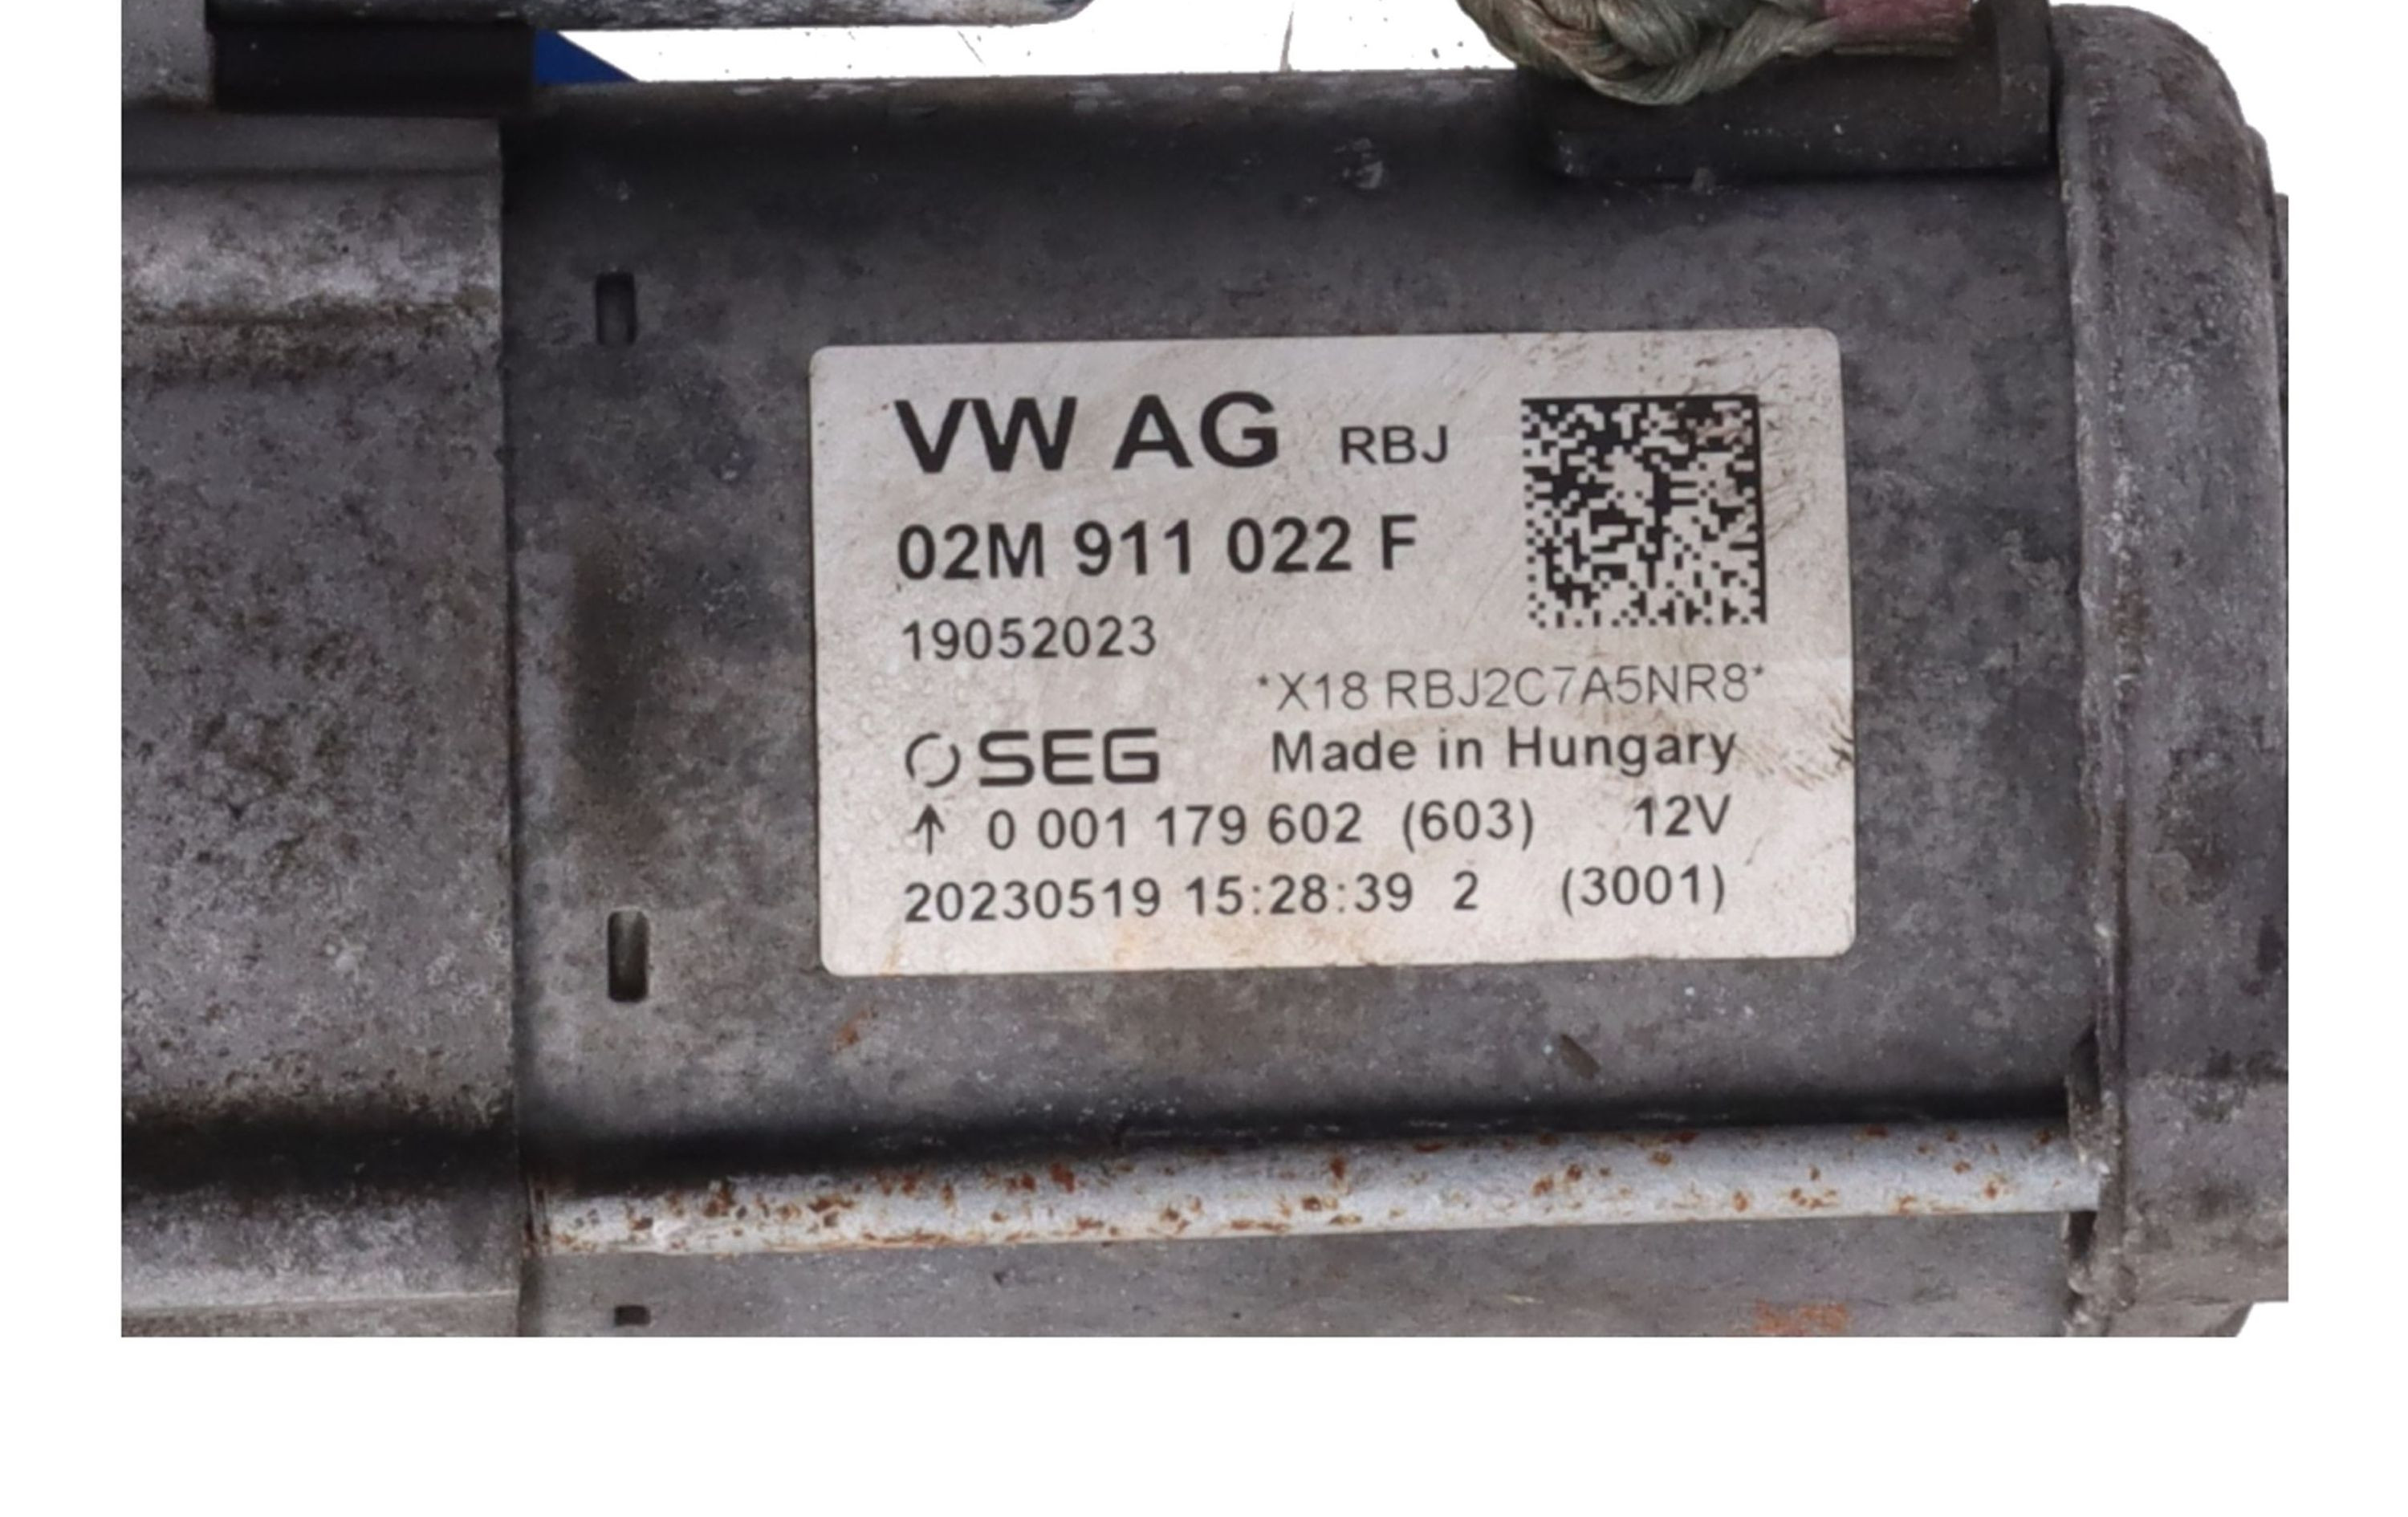 VW AG RBJ
02M 911 022 F
19052023
*X18 RBJ2C7A5NR8*
SEG Made in Hungary
↑ 0 001 179 602 (603) 12V
20230519 15:28:39 2 (3001)